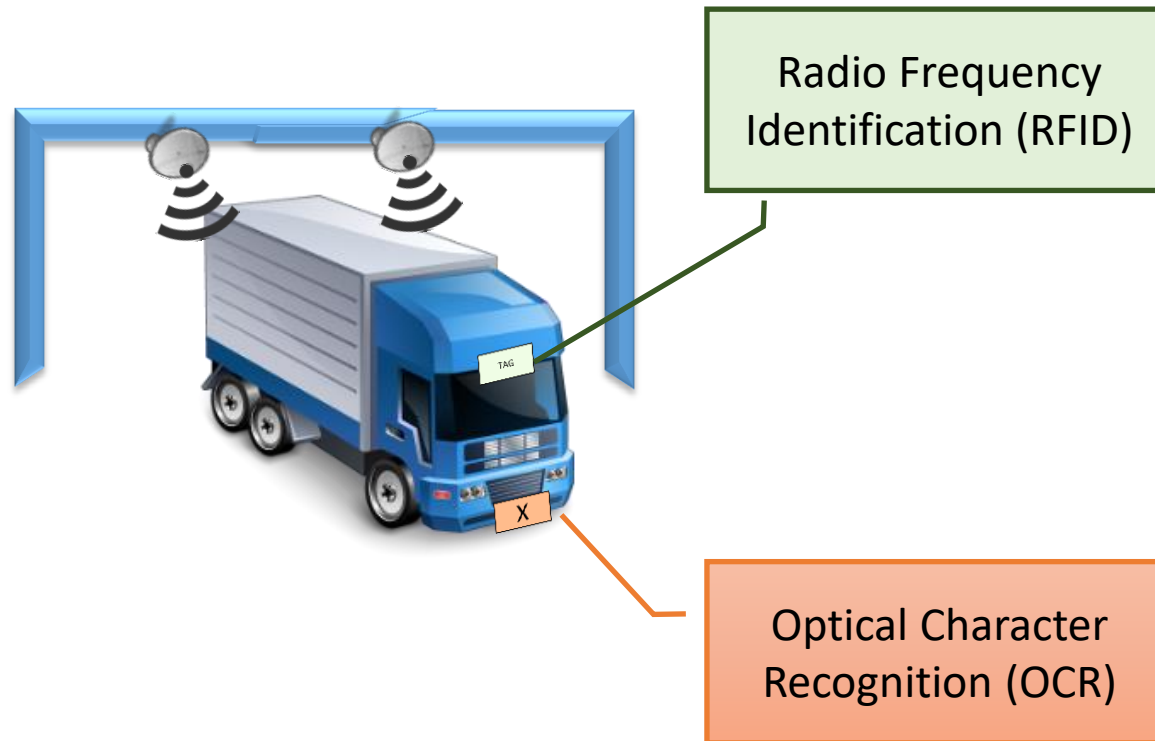 Radio Frequency
Identification (RFID)
TAG
X
Optical Character
Recognition (OCR)